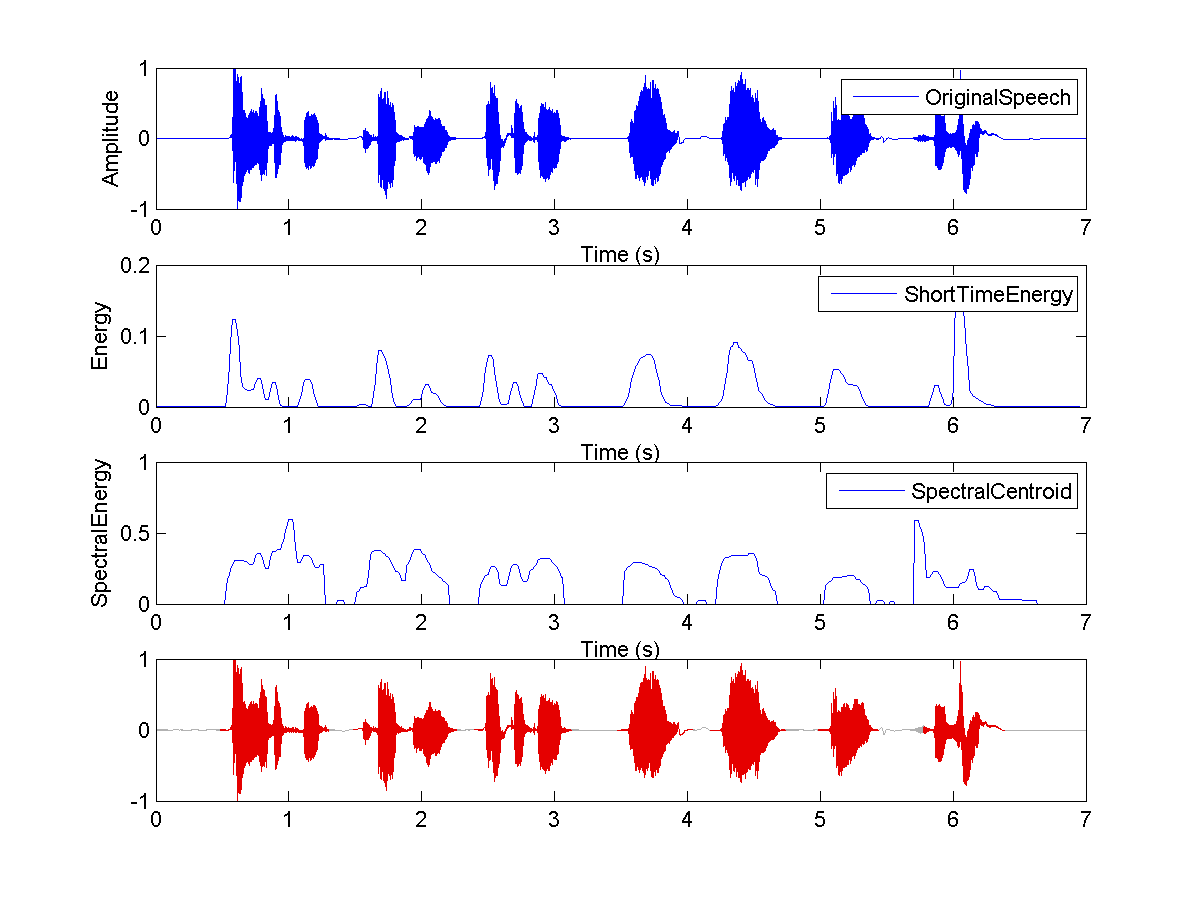 1
OriginalSpeech
Amplitude
0
-1
0 1 2 3 4 5 6 7
Time (s)
0.2
ShortTimeEnergy
Energy
0.1
0
0 1 2 3 4 5 6 7
Time (s)
1
SpectralCentroid
SpectralEnergy
0.5
0
0 1 2 3 4 5 6 7
Time (s)
1
0
-1
0 1 2 3 4 5 6 7